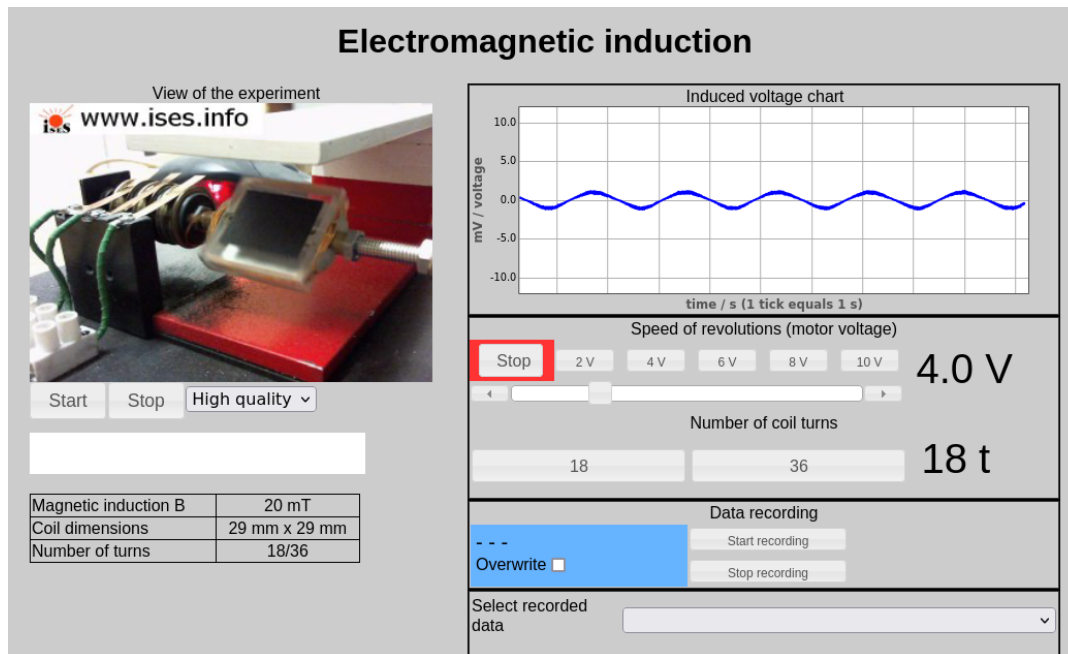 Electromagnetic induction
View of the experiment
ises
www.ises.info
Start
Stop
High quality
Magnetic induction B 20 mT
Coil dimensions 29 mm x 29 mm
Number of turns 18/36
Induced voltage chart
mV / voltage
10.0
5.0
0.0
-5.0
-10.0
time / s (1 tick equals 1 s)
Speed of revolutions (motor voltage)
Stop 2 V 4 V 6 V 8 V 10 V
4.0 V
Number of coil turns
18 36
18 t
Data recording
- - -
Overwrite
Start recording
Stop recording
Select recorded
data